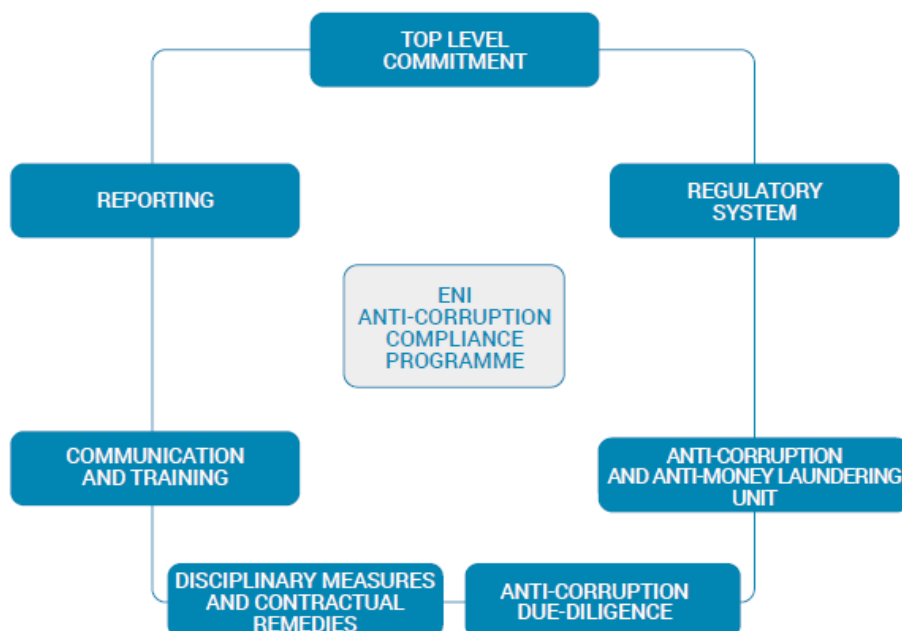 TOP LEVEL
COMMITMENT
REPORTING
REGULATORY
SYSTEM
ENI
ANTI-CORRUPTION
COMPLIANCE
PROGRAMME
COMMUNICATION
AND TRAINING
ANTI-CORRUPTION
AND ANTI-MONEY LAUNDERING
UNIT
DISCIPLINARY MEASURES
AND CONTRACTUAL
REMEDIES
ANTI-CORRUPTION
DUE-DILIGENCE